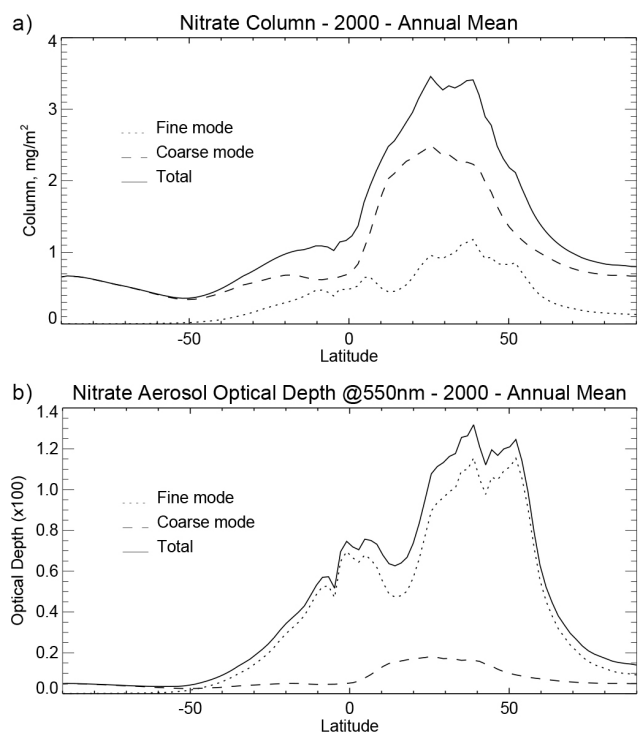 a) Nitrate Column - 2000 - Annual Mean
4
3
2
1
0
Column, mg/m²
Fine mode
Coarse mode
Total
-50 0 50
Latitude
b) Nitrate Aerosol Optical Depth @550nm - 2000 - Annual Mean
1.4
1.2
1.0
0.8
0.6
0.4
0.2
0.0
Optical Depth (x100)
Fine mode
Coarse mode
Total
-50 0 50
Latitude